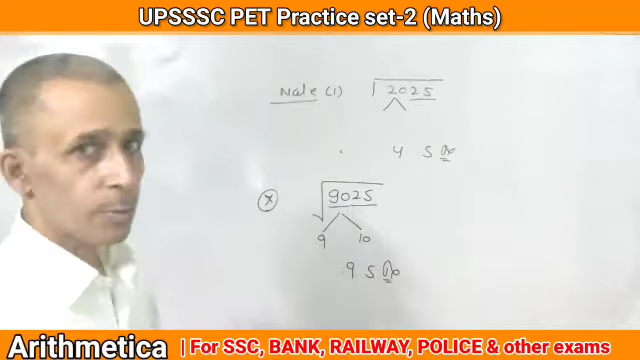 UPSSSC PET Practice set-2 (Maths)
Note (1) √2025
4 5
* √9025
9 10
9 5
Arithmetica | For SSC, BANK, RAILWAY, POLICE & other exams